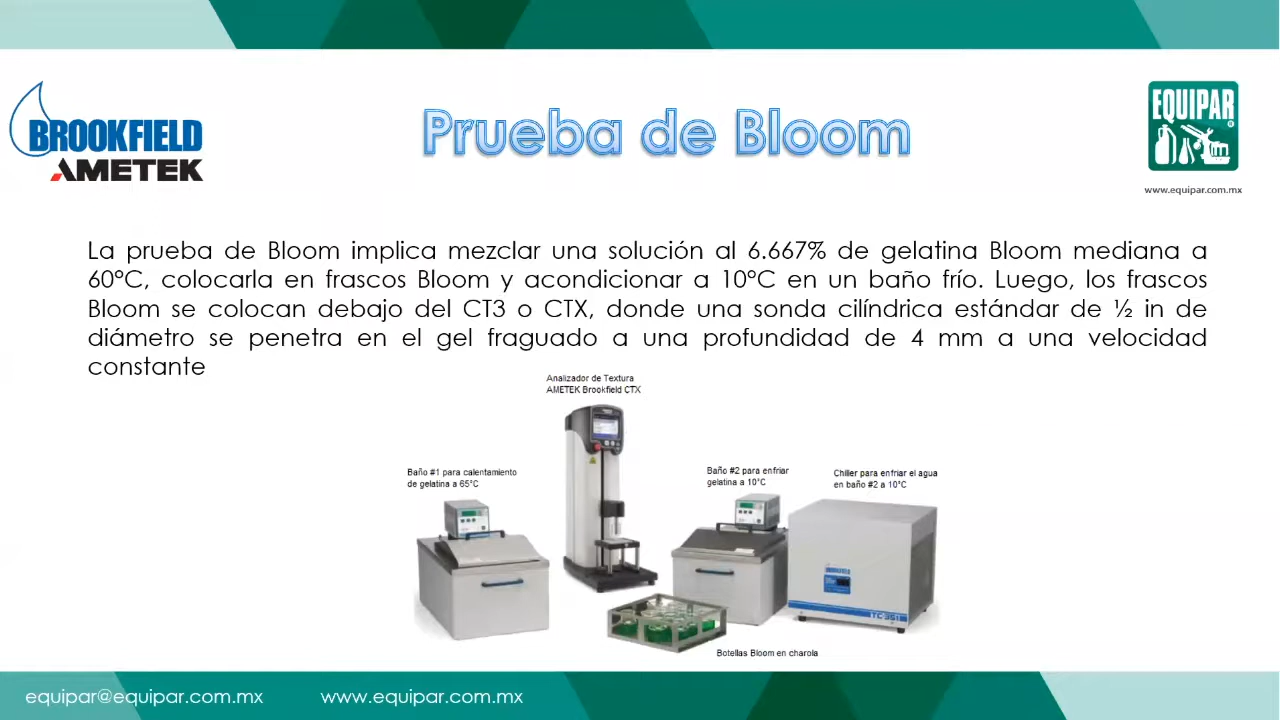 BROOKFIELD
AMETEK
Prueba de Bloom
EQUIPAR
®
www.equipar.com.mx
La prueba de Bloom implica mezclar una solución al 6.667% de gelatina Bloom mediana a
60°C, colocarla en frascos Bloom y acondicionar a 10°C en un baño frío. Luego, los frascos
Bloom se colocan debajo del CT3 o CTX, donde una sonda cilíndrica estándar de ½ in de
diámetro se penetra en el gel fraguado a una profundidad de 4 mm a una velocidad
constante
Analizador de Textura
AMETEK Brookfield CTX
Baño #1 para calentamiento
de gelatina a 65°C
Baño #2 para enfriar
gelatina a 10°C
Chiller para enfriar el agua
en baño #2 a 10°C
BROOKFIELD
TC-351
Botellas Bloom en charola
equipar@equipar.com.mx
www.equipar.com.mx